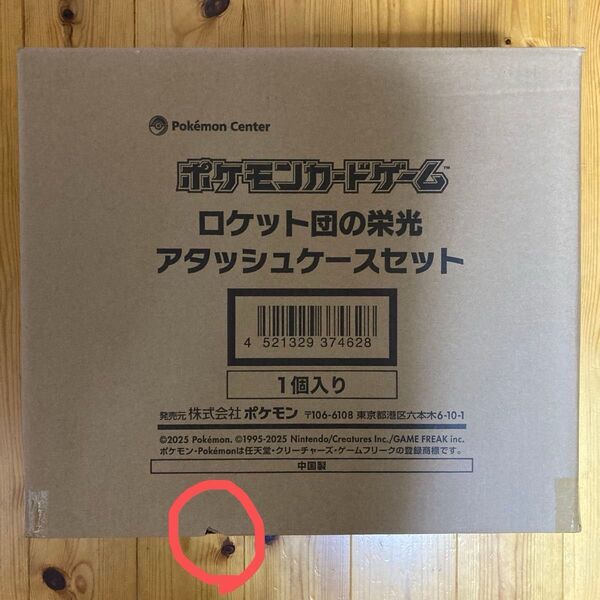 Pokémon Center
ポケモンカードゲーム™
ロケット団の栄光
アタッシュケースセット
4 521329 374628
1個入り
発売元 株式会社 ポケモン 〒106-6108 東京都港区六本木6-10-1
©2025 Pokémon. ©1995-2025 Nintendo/Creatures Inc./GAME FREAK inc.
ポケモン・Pokémonは任天堂・クリーチャーズ・ゲームフリークの登録商標です。
中国製